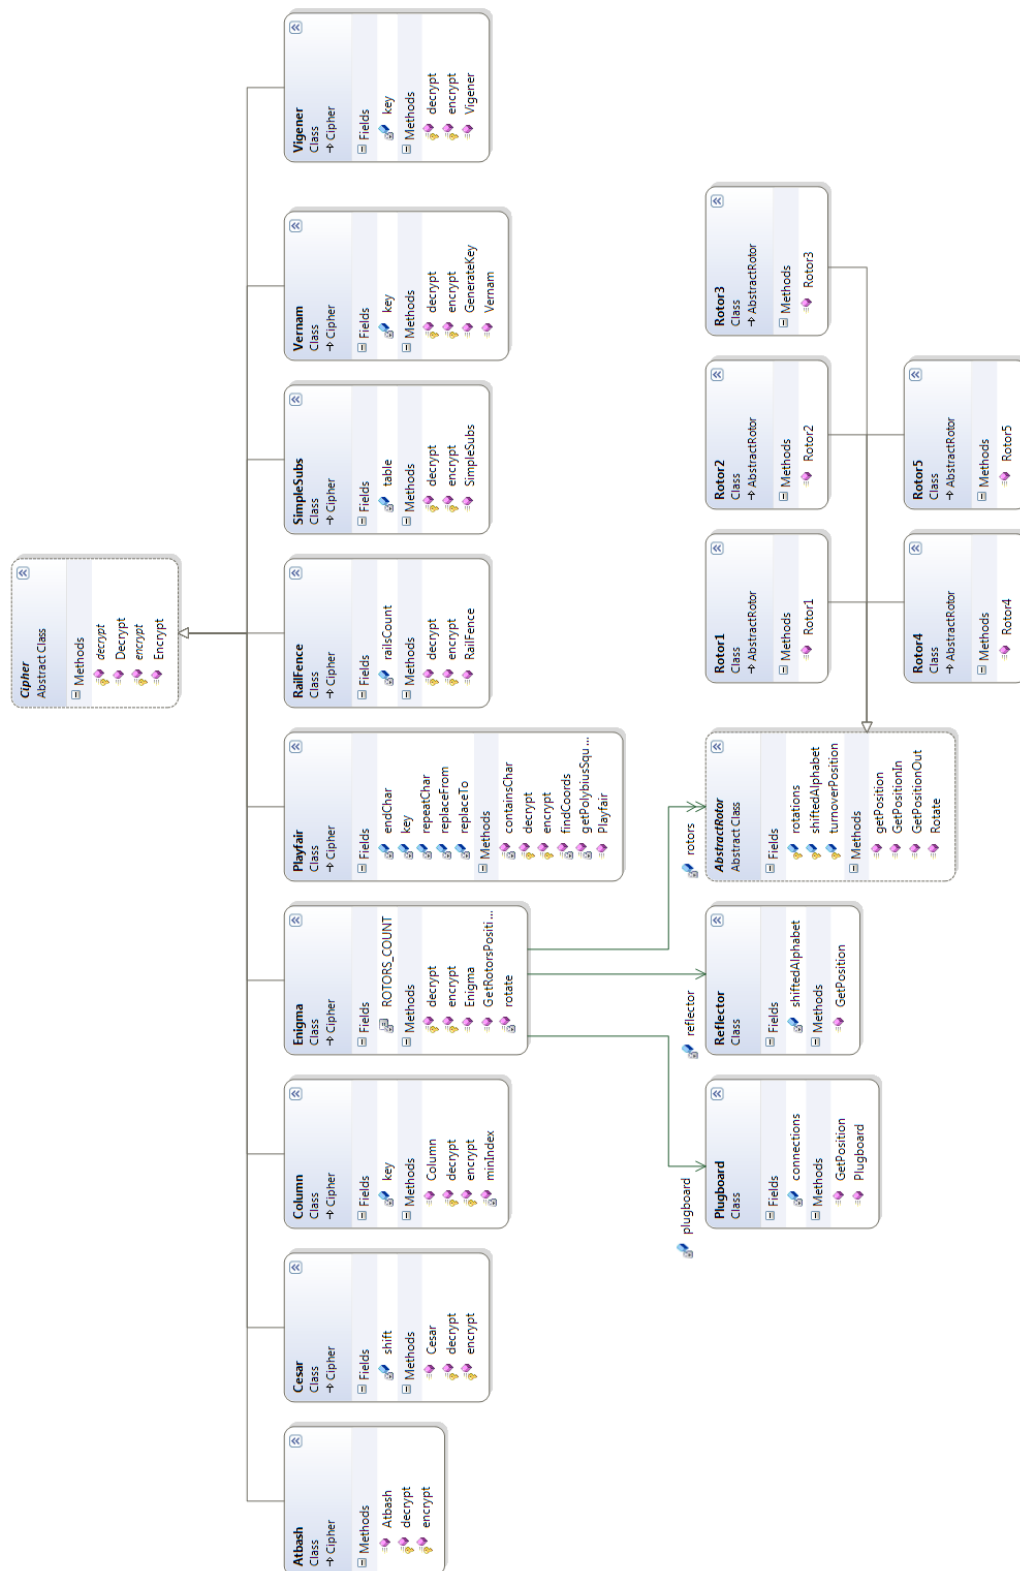 Cipher
Abstract Class
Methods
decrypt
Decrypt
encrypt
Encrypt
Atbash
Class
Cipher
Methods
Atbash
decrypt
encrypt
Cesar
Class
Cipher
Fields
shift
Methods
Cesar
decrypt
encrypt
Column
Class
Cipher
Fields
key
Methods
Column
decrypt
encrypt
minIndex
Enigma
Class
Cipher
Fields
ROTORS_COUNT
Methods
decrypt
encrypt
Enigma
GetRotorsPositi...
rotate
Playfair
Class
Cipher
Fields
endChar
key
repeatChar
replaceFrom
replaceTo
Methods
containsChar
decrypt
encrypt
findCoords
getPolybiusSqu...
Playfair
RailFence
Class
Cipher
Fields
railsCount
Methods
decrypt
encrypt
RailFence
SimpleSubs
Class
Cipher
Fields
table
Methods
decrypt
encrypt
SimpleSubs
Vernam
Class
Cipher
Fields
key
Methods
decrypt
encrypt
GenerateKey
Vernam
Vigener
Class
Cipher
Fields
key
Methods
decrypt
encrypt
Vigener
plugboard
reflector
rotors
Plugboard
Class
Fields
connections
Methods
GetPosition
Plugboard
Reflector
Class
Fields
shiftedAlphabet
Methods
GetPosition
AbstractRotor
Abstract Class
Fields
rotations
shiftedAlphabet
turnoverPosition
Methods
getPosition
GetPositionIn
GetPositionOut
Rotate
Rotor1
Class
AbstractRotor
Methods
Rotor1
Rotor2
Class
AbstractRotor
Methods
Rotor2
Rotor3
Class
AbstractRotor
Methods
Rotor3
Rotor4
Class
AbstractRotor
Methods
Rotor4
Rotor5
Class
AbstractRotor
Methods
Rotor5